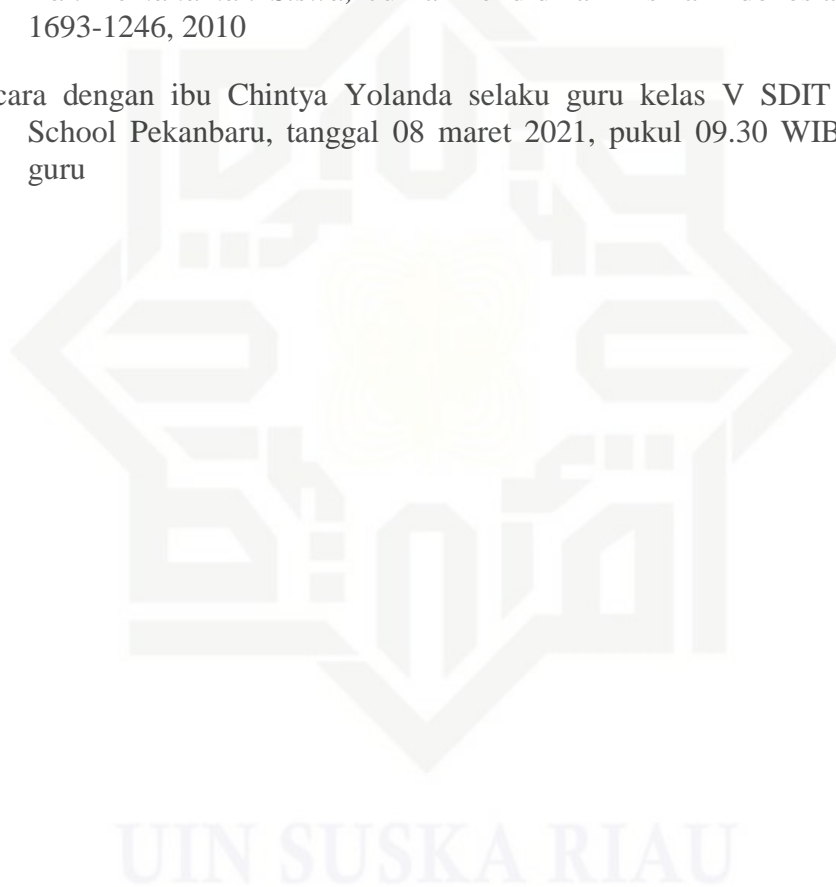 1693-1246, 2010
cara dengan ibu Chintya Yolanda selaku guru kelas V SDIT
School Pekanbaru, tanggal 08 maret 2021, pukul 09.30 WIB
guru
UIN SUSKA RIAU